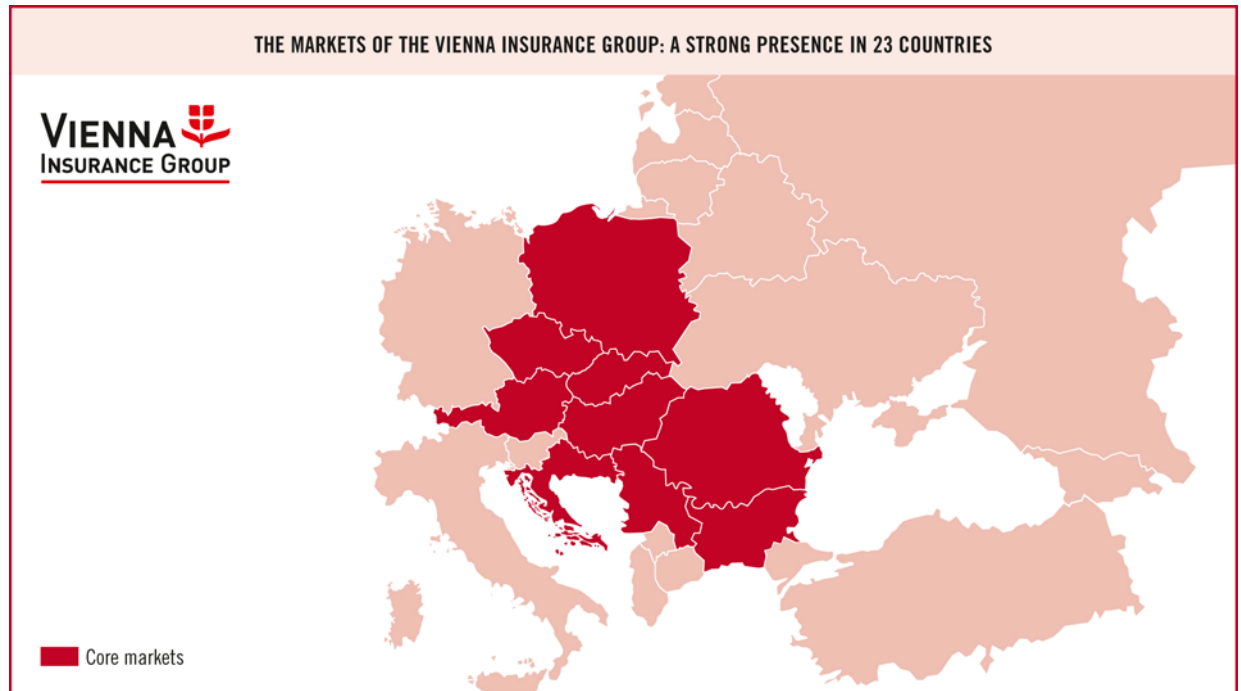 THE MARKETS OF THE VIENNA INSURANCE GROUP: A STRONG PRESENCE IN 23 COUNTRIES
VIENNA
INSURANCE GROUP
Core markets